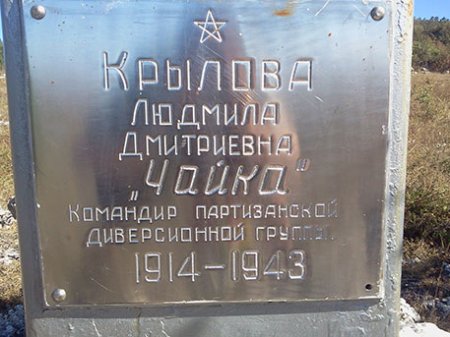 Крылова
Людмила
Дмитриевна
„Чайка"
Командир партизанской
диверсионной группы.
1914-1943